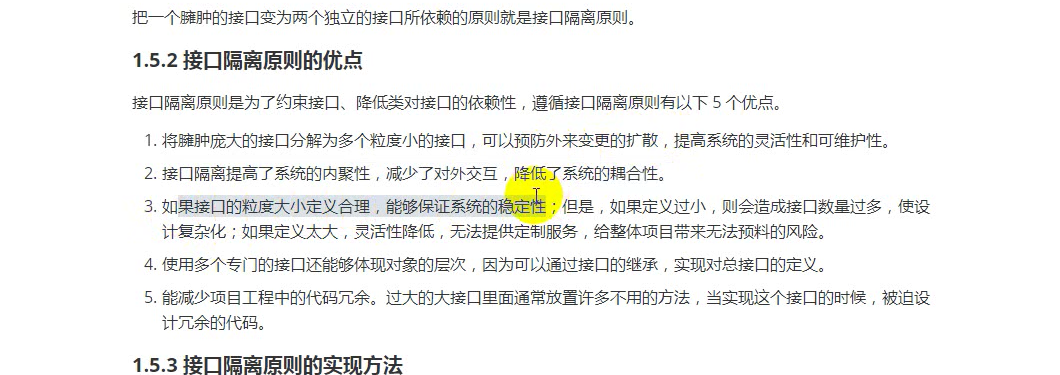 把一个臃肿的接口变为两个独立的接口所依赖的原则就是接口隔离原则。
1.5.2 接口隔离原则的优点
接口隔离原则是为了约束接口、降低类对接口的依赖性，遵循接口隔离原则有以下 5 个优点。
1. 将臃肿庞大的接口分解为多个粒度小的接口，可以预防外来变更的扩散，提高系统的灵活性和可维护性。
2. 接口隔离提高了系统的内聚性，减少了对外交互，降低了系统的耦合性。
3. 如果接口的粒度大小定义合理，能够保证系统的稳定性；但是，如果定义过小，则会造成接口数量过多，使设
计复杂化；如果定义太大，灵活性降低，无法提供定制服务，给整体项目带来无法预料的风险。
4. 使用多个专门的接口还能够体现对象的层次，因为可以通过接口的继承，实现对总接口的定义。
5. 能减少项目工程中的代码冗余。过大的大接口里面通常放置许多不用的方法，当实现这个接口的时候，被迫设
计冗余的代码。
1.5.3 接口隔离原则的实现方法